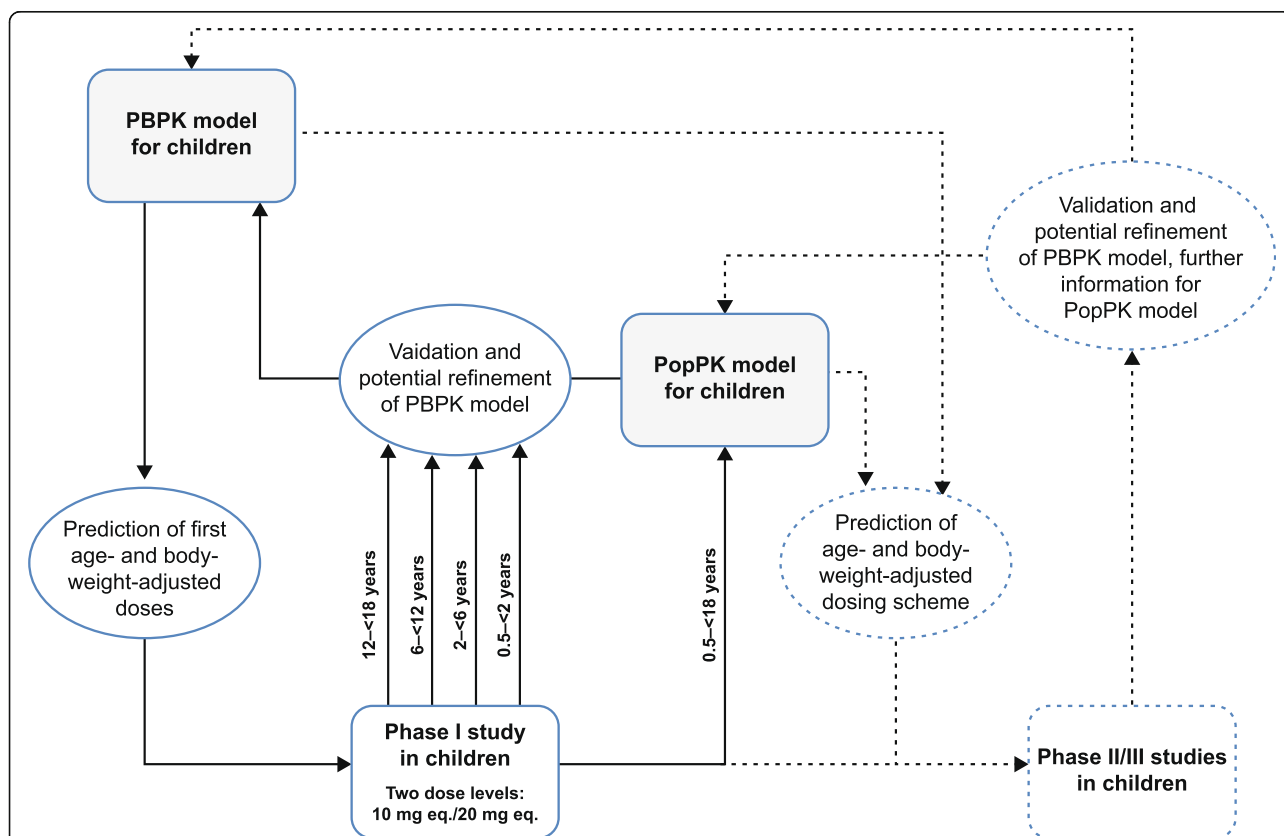 PBPK model
for children
Validation and
potential refinement
of PBPK model, further
information for
PopPK model
Vaidation and
potential refinement
of PBPK model
PopPK model
for children
Prediction of first
age- and body-
weight-adjusted
doses
12–<18 years
6–<12 years
2–<6 years
0.5–<2 years
0.5–<18 years
Prediction of
age- and body-
weight-adjusted
dosing scheme
Phase I study
in children
Two dose levels:
10 mg eq./20 mg eq.
Phase II/III studies
in children